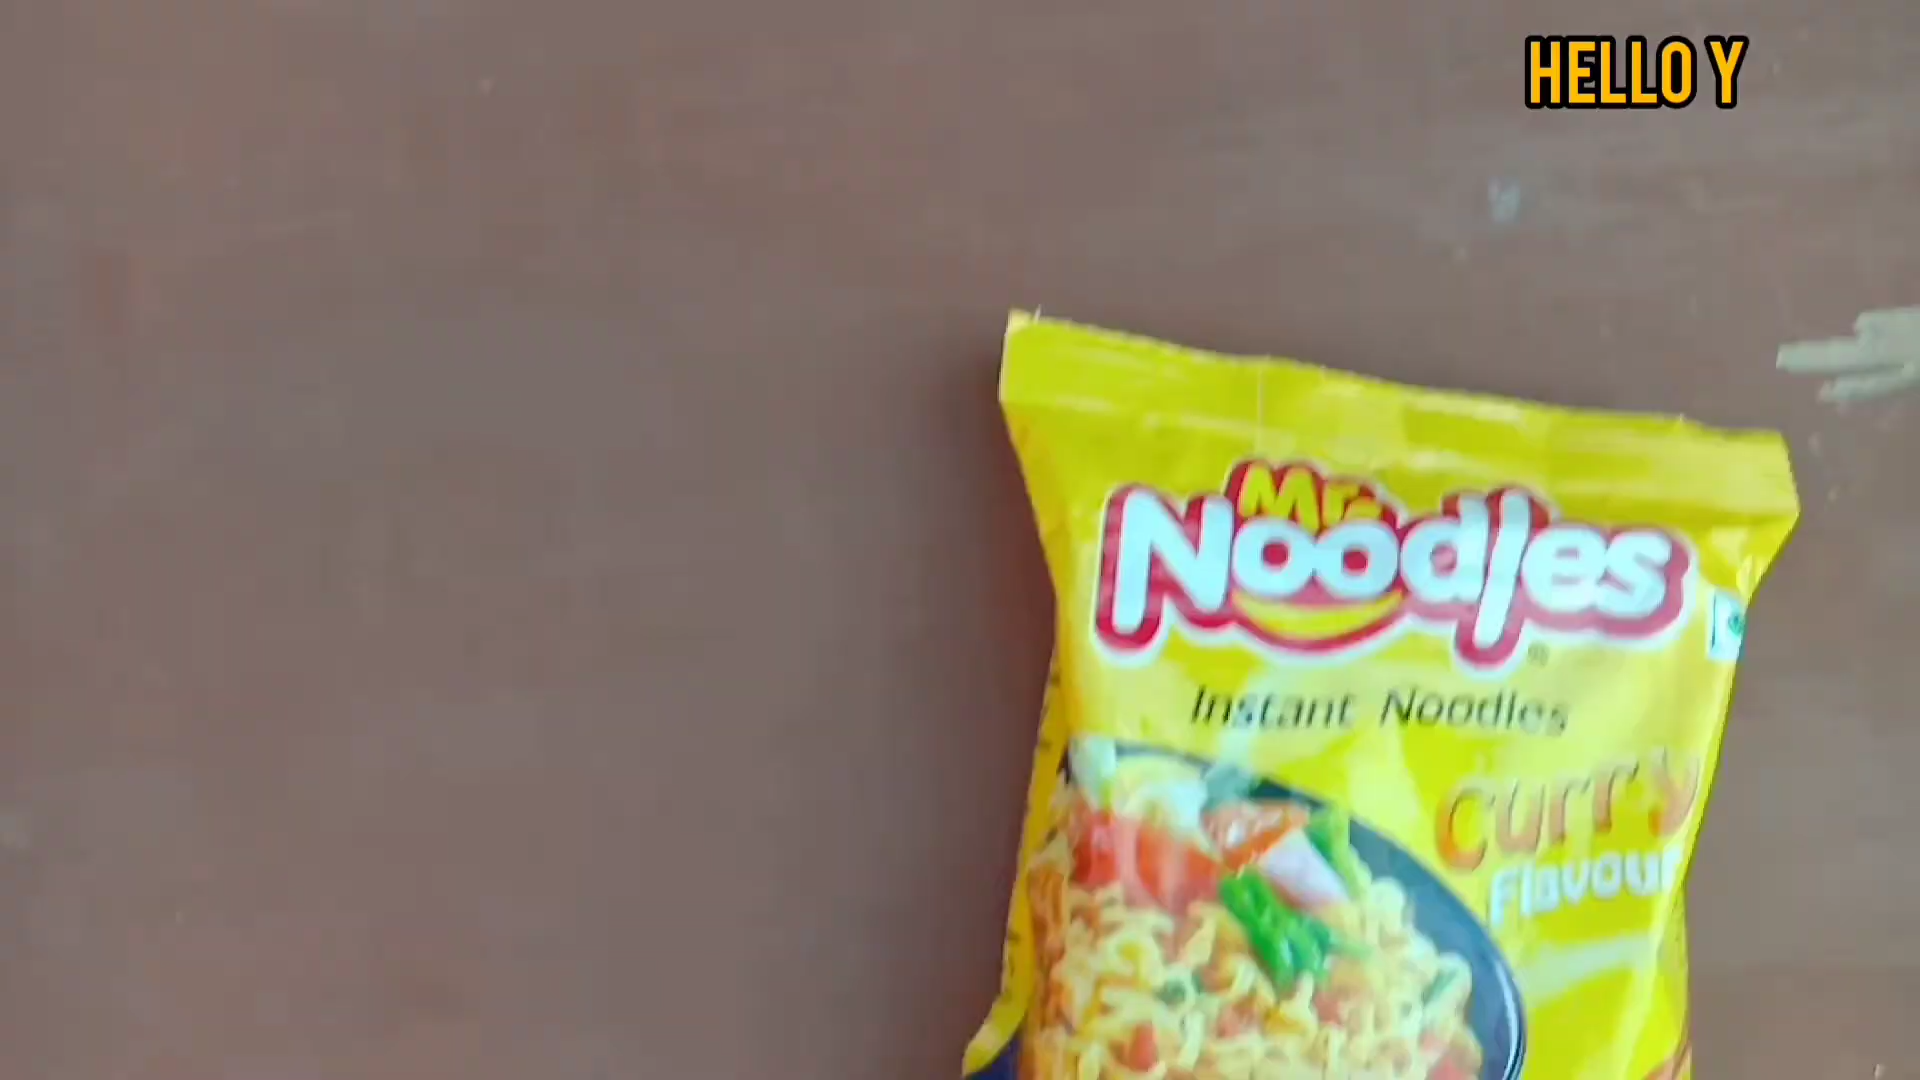 HELLO Y
Mr.
Noodles
Instant Noodles
Curry
Flavour